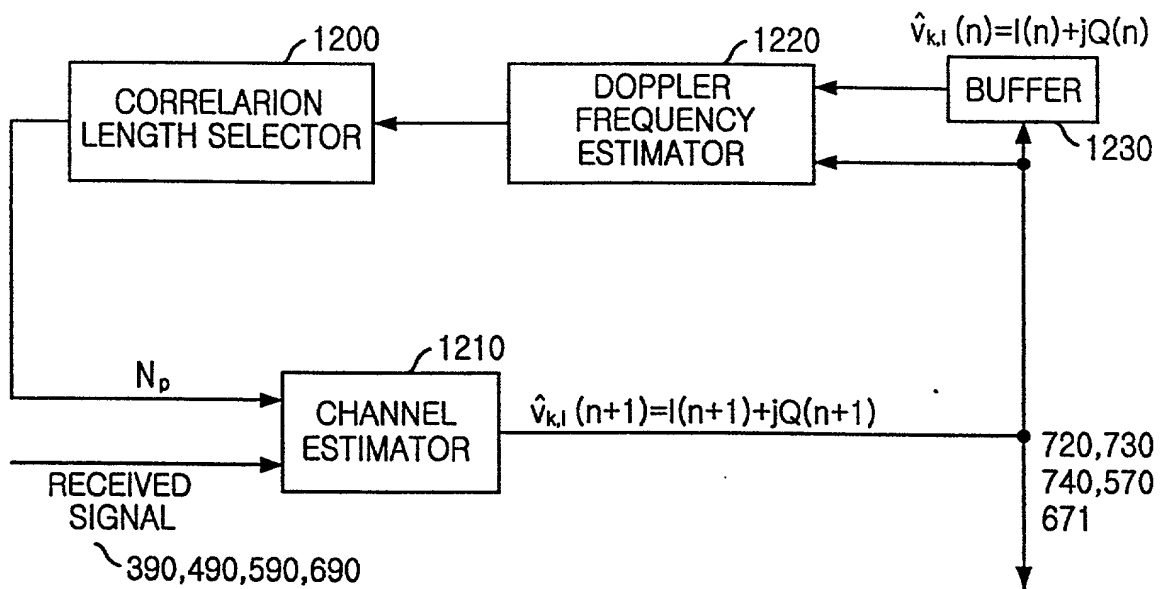 1200
CORRELARION
LENGTH SELECTOR
1220
DOPPLER
FREQUENCY
ESTIMATOR
v̂k,l (n)=I(n)+jQ(n)
BUFFER
1230
Np
1210
CHANNEL
ESTIMATOR
v̂k,l (n+1)=I(n+1)+jQ(n+1)
RECEIVED
SIGNAL
390,490,590,690
720,730
740,570
671